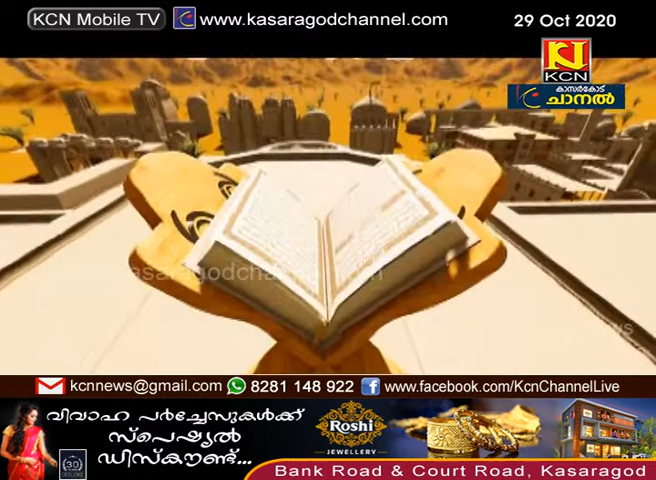 KCN Mobile TV
www.kasaragodchannel.com
29 Oct 2020
KCN
കാസർകോട്
ചാനൽ
kcnnews@gmail.com
8281 148 922
www.facebook.com/KcnChannelLive
വിവാഹ പർച്ചേസുകൾക്ക്
സ്പെഷ്യൽ
ഡിസ്കൗണ്ട്...
30
Roshi
JEWELLERY
Bank Road & Court Road, Kasaragod